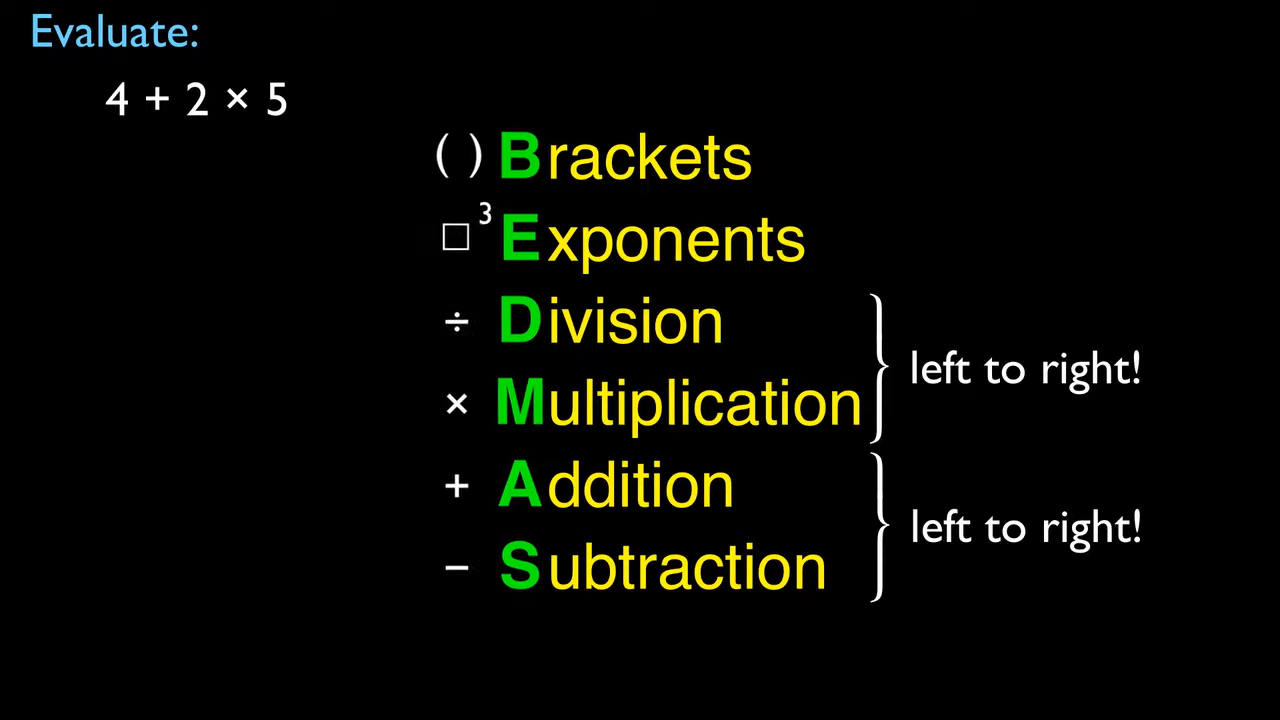 Evaluate:
4 + 2 × 5
( ) Brackets
□³ Exponents
÷ Division
× Multiplication
left to right!
+ Addition
− Subtraction
left to right!